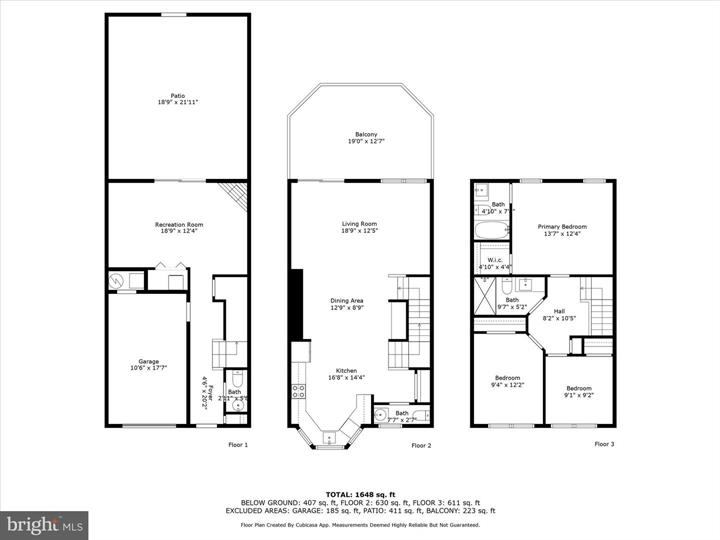 Patio
18'9" x 21'11"
Recreation Room
18'9" x 12'4"
Garage
10'6" x 17'7"
Foyer
4'6" x 20'2"
Bath
2'11" x 5'8"
Floor 1
Balcony
19'0" x 12'7"
Living Room
18'9" x 12'5"
Dining Area
12'9" x 8'9"
Kitchen
16'8" x 14'4"
Bath
7'7" x 2'7"
Floor 2
Bath
4'10" x 7'
Primary Bedroom
13'7" x 12'4"
W.i.c.
4'10" x 4'4"
Bath
9'7" x 5'2"
Hall
8'2" x 10'5"
Bedroom
9'4" x 12'2"
Bedroom
9'1" x 9'2"
Floor 3
TOTAL: 1648 sq. ft
BELOW GROUND: 407 sq. ft, FLOOR 2: 630 sq. ft, FLOOR 3: 611 sq. ft
EXCLUDED AREAS: GARAGE: 185 sq. ft, PATIO: 411 sq. ft, BALCONY: 223 sq. ft
Floor Plan Created By Cubicasa App. Measurements Deemed Highly Reliable But Not Guaranteed.
bright MLS